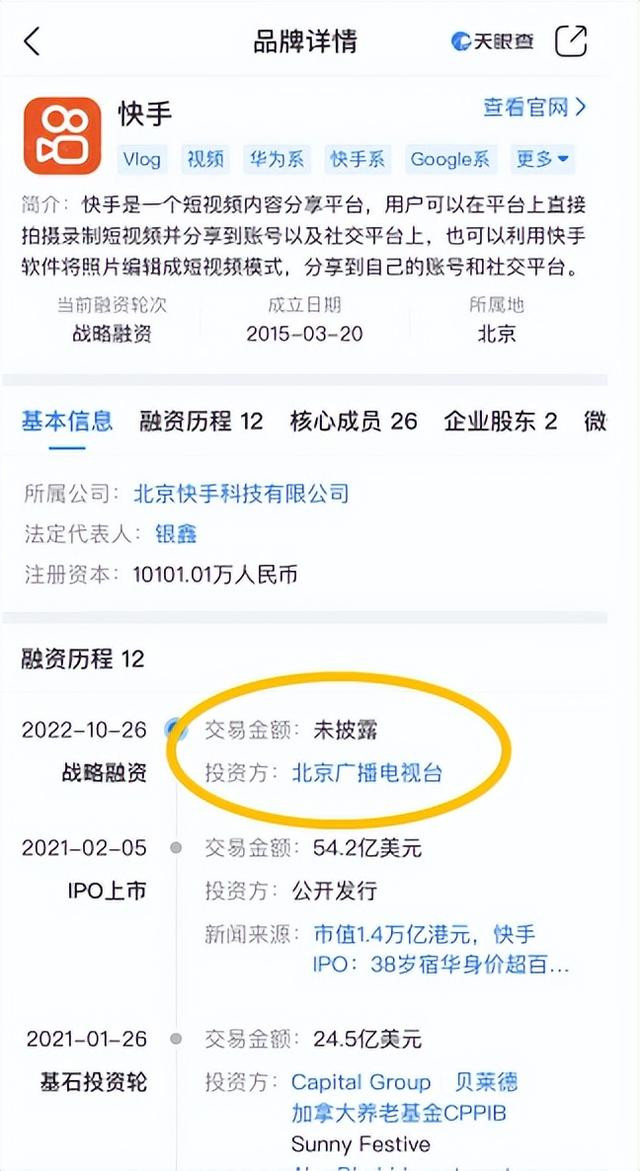 品牌详情
天眼查
快手
查看官网
Vlog 视频 华为系 快手系 Google系 更多
简介：快手是一个短视频内容分享平台，用户可以在平台上直接
拍摄录制短视频并分享到账号以及社交平台上，也可以利用快手
软件将照片编辑成短视频模式，分享到自己的账号和社交平台。
当前融资轮次 成立日期 所属地
战略融资 2015-03-20 北京
基本信息 融资历程 12 核心成员 26 企业股东 2 微
所属公司：北京快手科技有限公司
法定代表人：银鑫
注册资本：10101.01万人民币
融资历程 12
2022-10-26 交易金额：未披露
战略融资 投资方：北京广播电视台
2021-02-05 交易金额：54.2亿美元
IPO上市 投资方：公开发行
新闻来源：市值1.4万亿港元，快手
IPO：38岁宿华身价超百...
2021-01-26 交易金额：24.5亿美元
基石投资轮 投资方：Capital Group 贝莱德
加拿大养老基金CPPIB
Sunny Festive